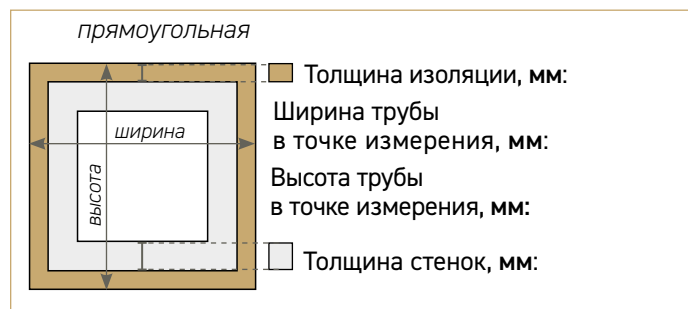 прямоугольная
Толщина изоляции, мм:
ширина
Ширина трубы
в точке измерения, мм:
высота
Высота трубы
в точке измерения, мм:
Толщина стенок, мм: